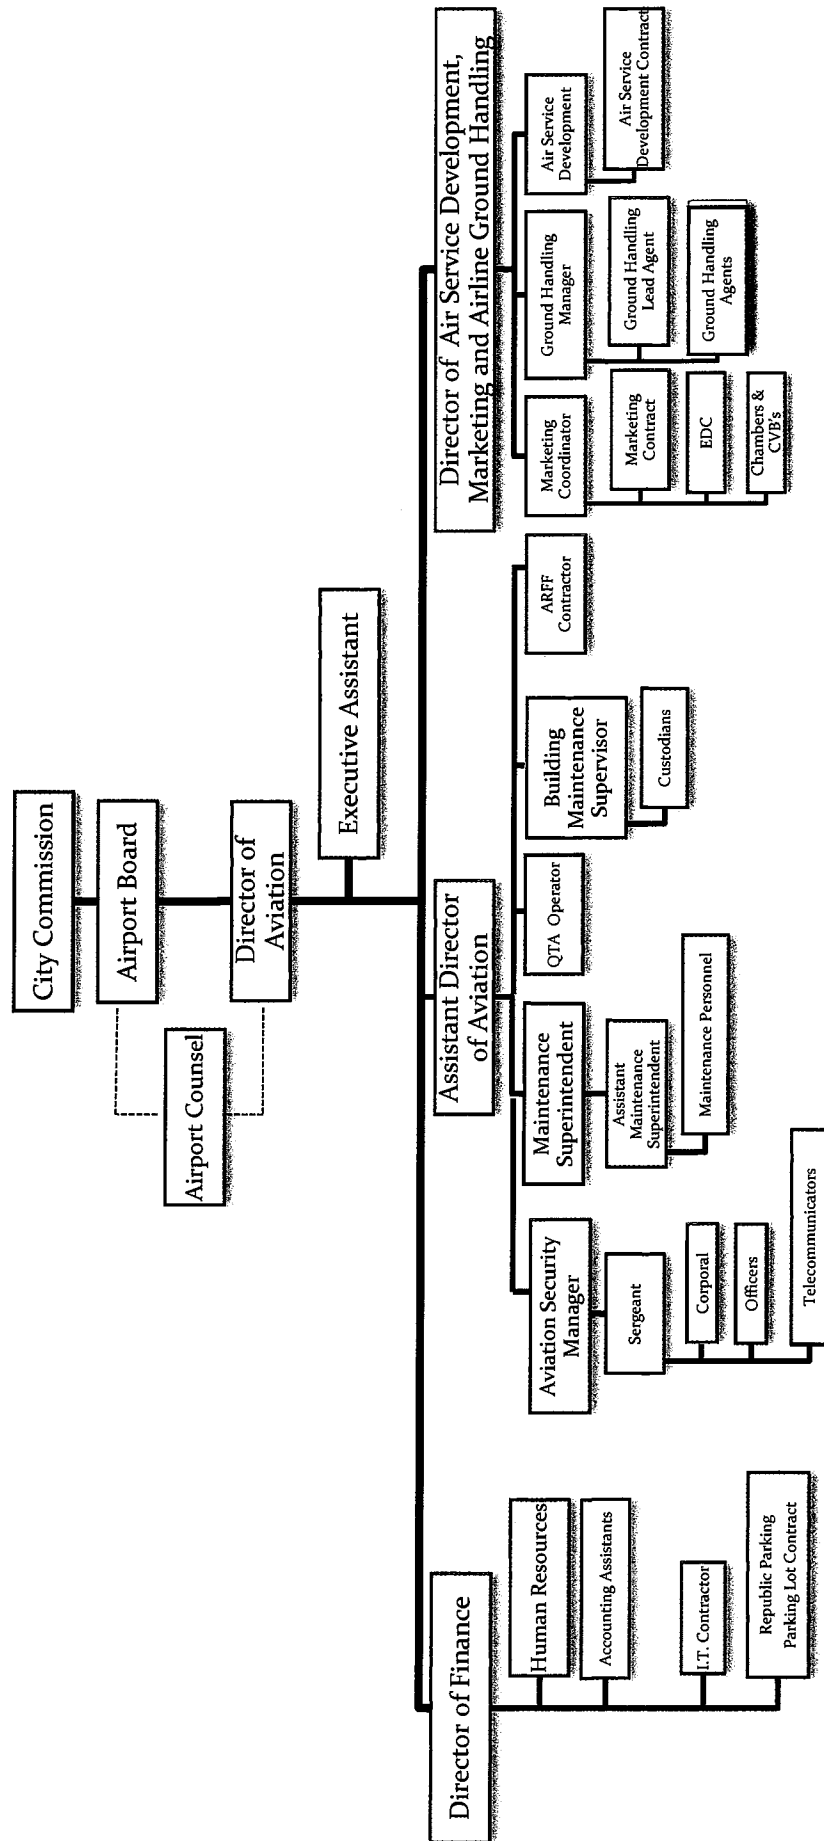 City Commission
Airport Board
Airport Counsel
Director of
Aviation
Executive Assistant
Director of Finance
Human Resources
Accounting Assistants
I.T. Contractor
Republic Parking
Parking Lot Contract
Assistant Director
of Aviation
Aviation Security
Manager
Sergeant
Corporal
Officers
Telecommunicators
Maintenance
Superintendent
Assistant
Maintenance
Superintendent
Maintenance Personnel
QTA Operator
Building
Maintenance
Supervisor
Custodians
ARFF
Contractor
Director of Air Service Development,
Marketing and Airline Ground Handling
Marketing
Coordinator
Marketing
Contract
EDC
Chambers &
CVB's
Ground Handling
Manager
Ground Handling
Lead Agent
Ground Handling
Agents
Air Service
Development
Air Service
Development Contract